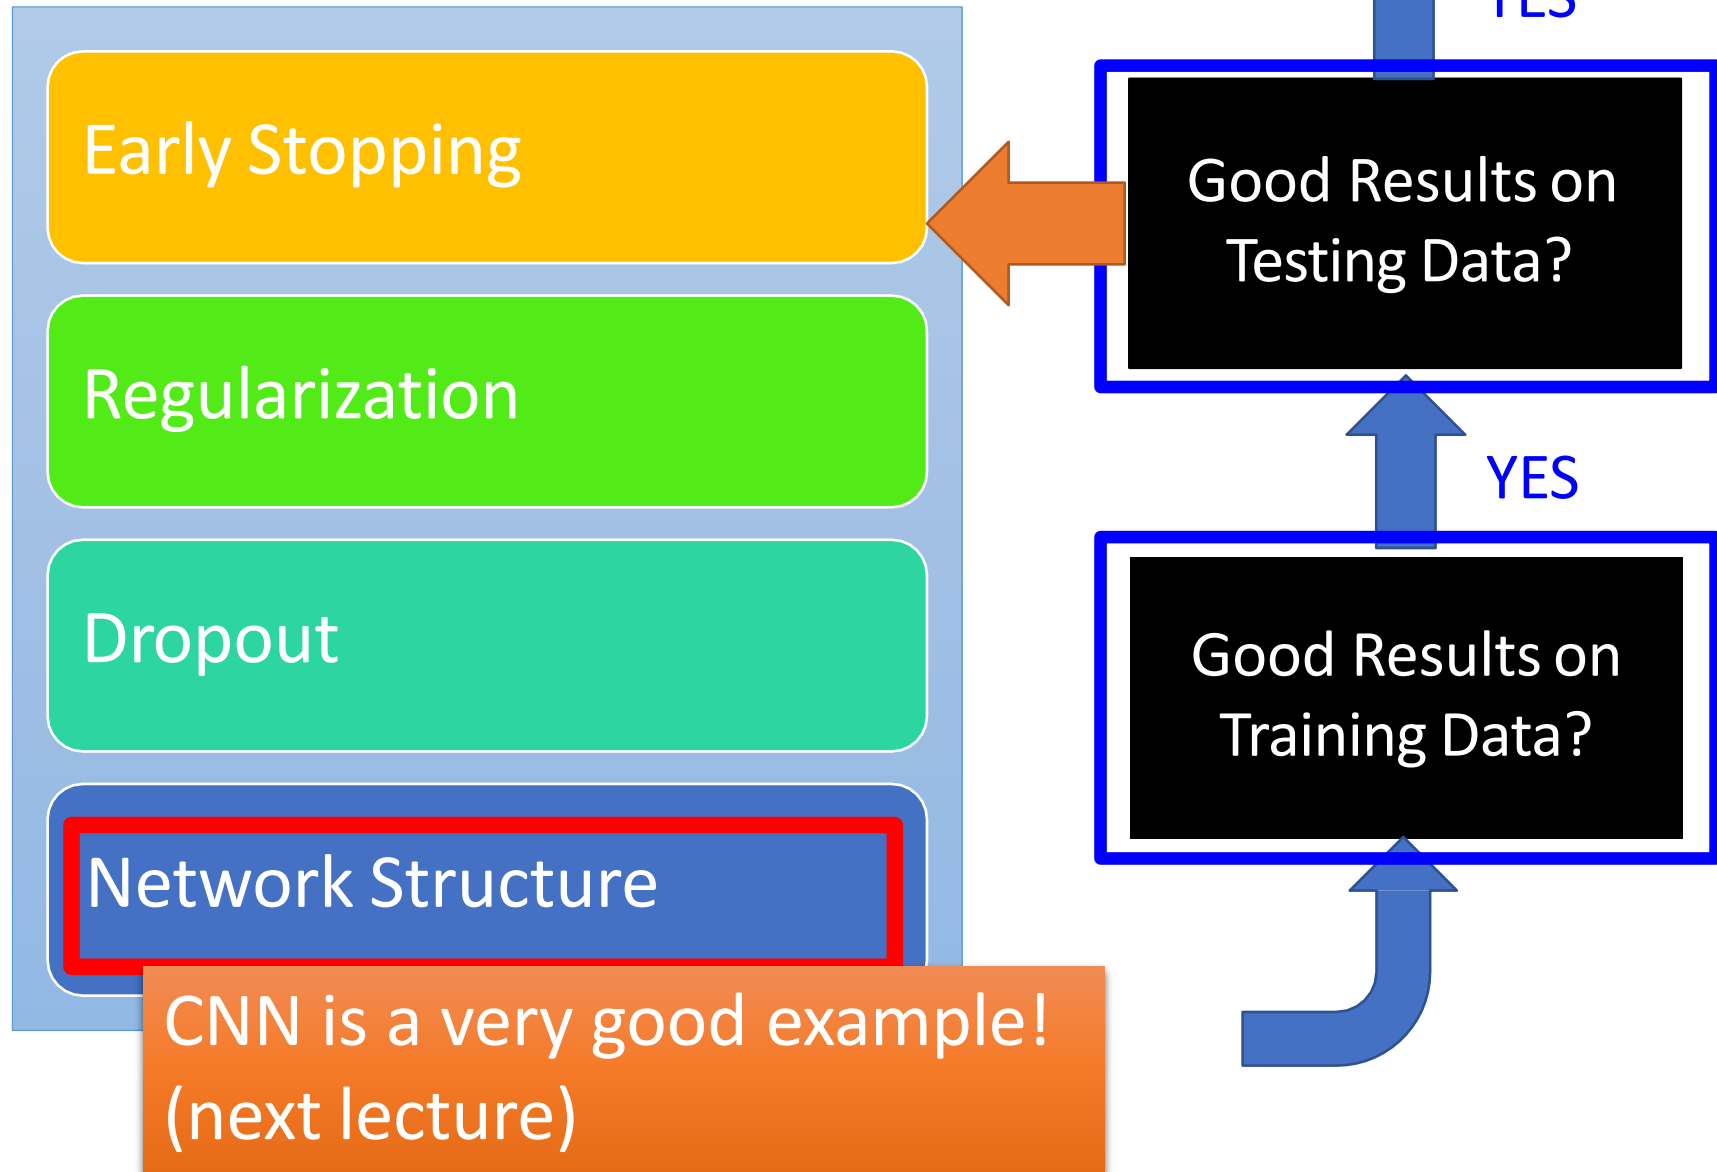 Early Stopping
Regularization
Dropout
Network Structure
CNN is a very good example!
(next lecture)
YES
Good Results on
Testing Data?
YES
Good Results on
Training Data?